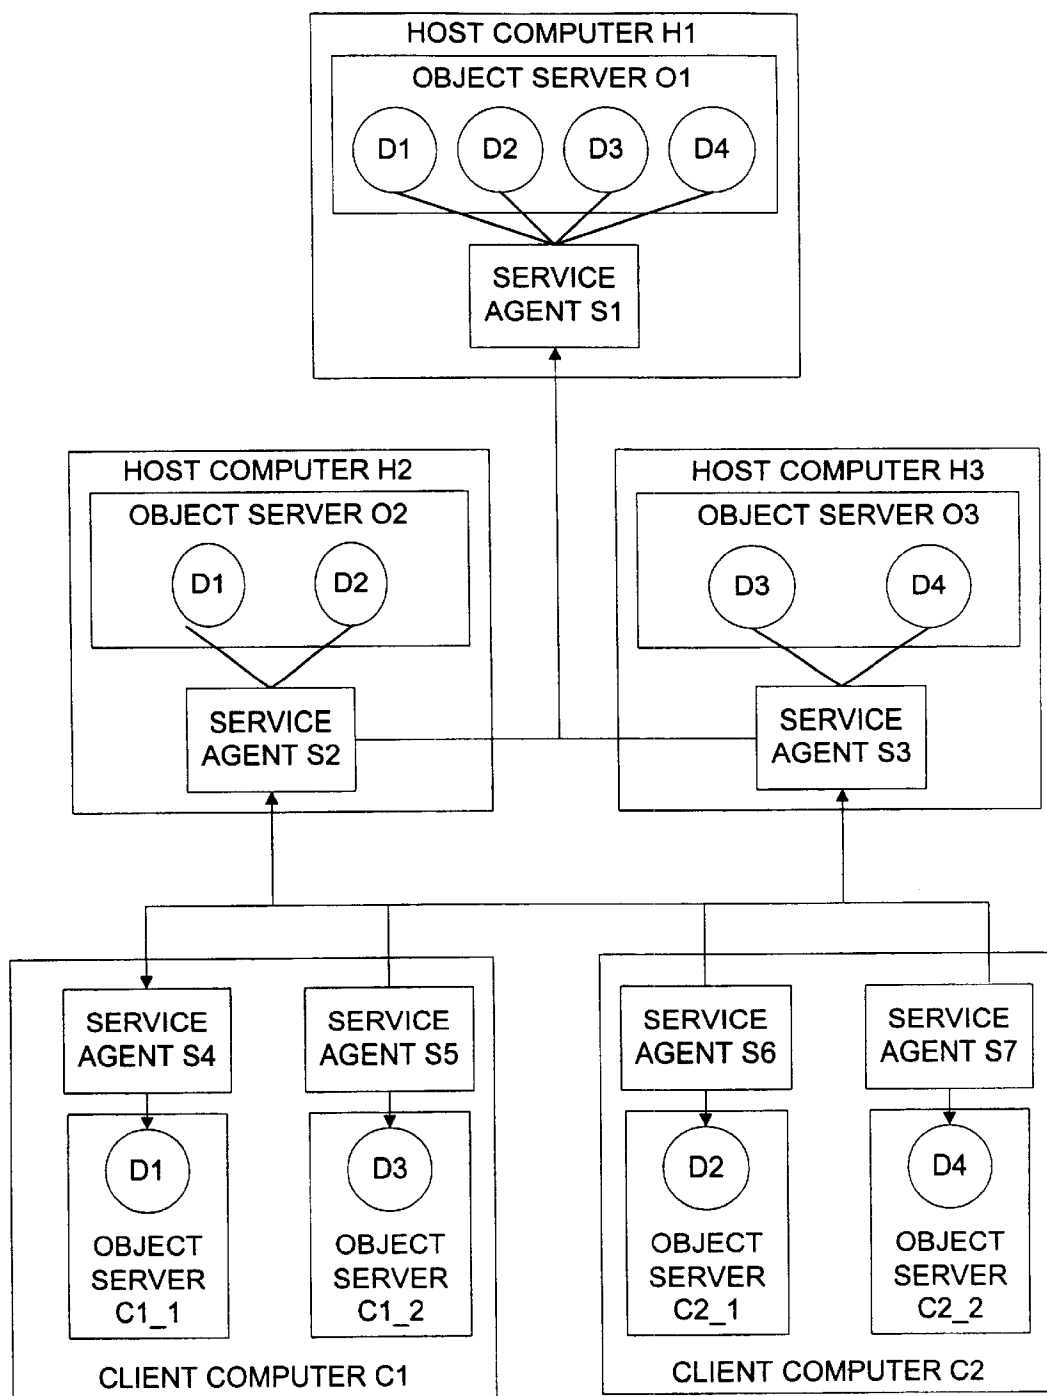 HOST COMPUTER H1
OBJECT SERVER O1
D1 D2 D3 D4
SERVICE
AGENT S1
HOST COMPUTER H2
OBJECT SERVER O2
D1 D2
SERVICE
AGENT S2
HOST COMPUTER H3
OBJECT SERVER O3
D3 D4
SERVICE
AGENT S3
SERVICE
AGENT S4
SERVICE
AGENT S5
D1
OBJECT
SERVER
C1_1
D3
OBJECT
SERVER
C1_2
CLIENT COMPUTER C1
SERVICE
AGENT S6
SERVICE
AGENT S7
D2
OBJECT
SERVER
C2_1
D4
OBJECT
SERVER
C2_2
CLIENT COMPUTER C2